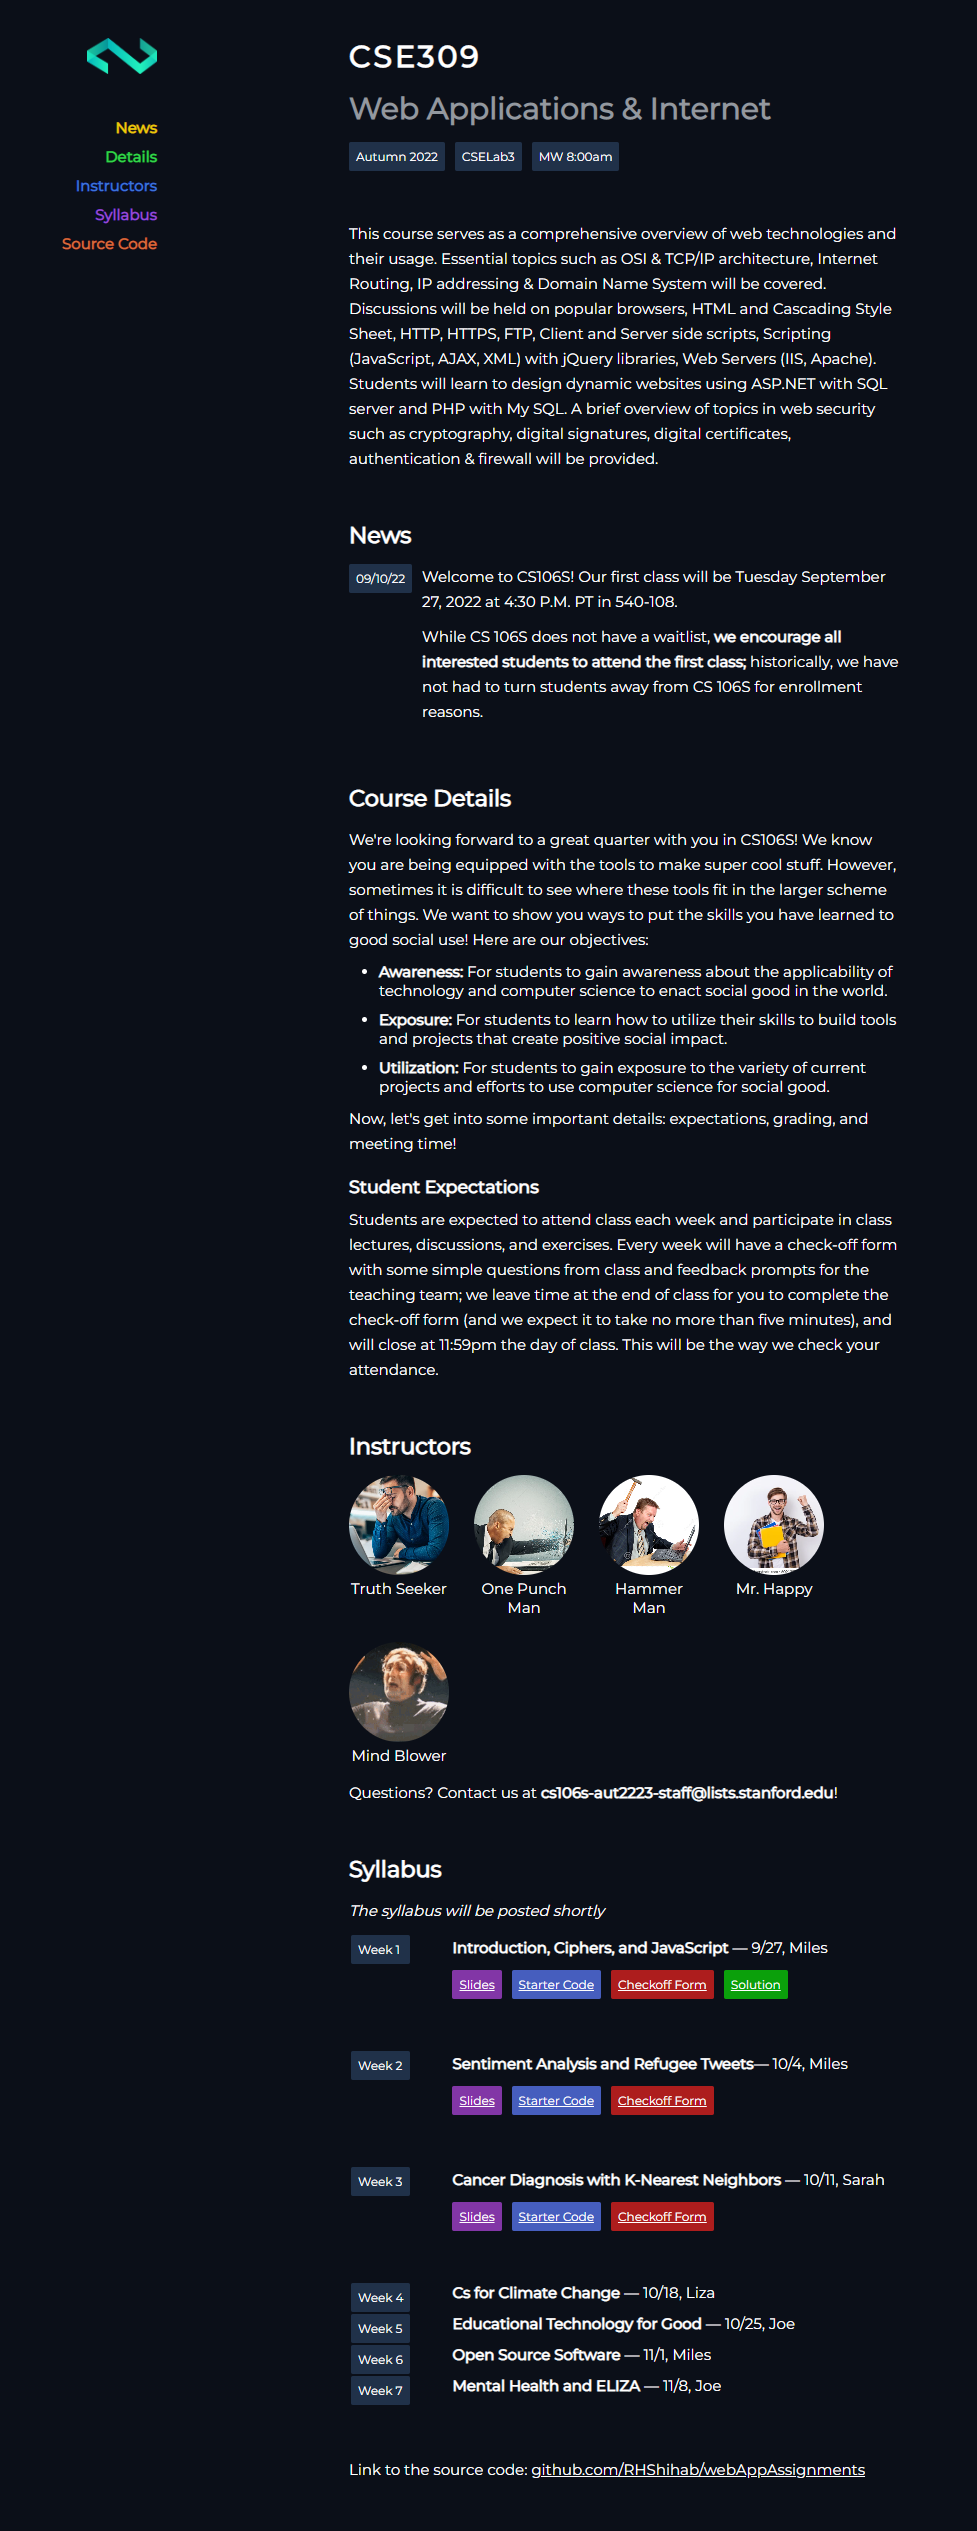 News
Details
Instructors
Syllabus
Source Code
CSE309
Web Applications & Internet
Autumn 2022 CSELab3 MW 8:00am
This course serves as a comprehensive overview of web technologies and
their usage. Essential topics such as OSI & TCP/IP architecture, Internet
Routing, IP addressing & Domain Name System will be covered.
Discussions will be held on popular browsers, HTML and Cascading Style
Sheet, HTTP, HTTPS, FTP, Client and Server side scripts, Scripting
(JavaScript, AJAX, XML) with jQuery libraries, Web Servers (IIS, Apache).
Students will learn to design dynamic websites using ASP.NET with SQL
server and PHP with My SQL. A brief overview of topics in web security
such as cryptography, digital signatures, digital certificates,
authentication & firewall will be provided.
News
09/10/22 Welcome to CS106S! Our first class will be Tuesday September
27, 2022 at 4:30 P.M. PT in 540-108.
While CS 106S does not have a waitlist, we encourage all
interested students to attend the first class; historically, we have
not had to turn students away from CS 106S for enrollment
reasons.
Course Details
We're looking forward to a great quarter with you in CS106S! We know
you are being equipped with the tools to make super cool stuff. However,
sometimes it is difficult to see where these tools fit in the larger scheme
of things. We want to show you ways to put the skills you have learned to
good social use! Here are our objectives:
• Awareness: For students to gain awareness about the applicability of
technology and computer science to enact social good in the world.
• Exposure: For students to learn how to utilize their skills to build tools
and projects that create positive social impact.
• Utilization: For students to gain exposure to the variety of current
projects and efforts to use computer science for social good.
Now, let's get into some important details: expectations, grading, and
meeting time!
Student Expectations
Students are expected to attend class each week and participate in class
lectures, discussions, and exercises. Every week will have a check-off form
with some simple questions from class and feedback prompts for the
teaching team; we leave time at the end of class for you to complete the
check-off form (and we expect it to take no more than five minutes), and
will close at 11:59pm the day of class. This will be the way we check your
attendance.
Instructors
Truth Seeker One Punch Man Hammer Man Mr. Happy
Mind Blower
Questions? Contact us at cs106s-aut2223-staff@lists.stanford.edu!
Syllabus
The syllabus will be posted shortly
Week 1 Introduction, Ciphers, and JavaScript — 9/27, Miles
Slides Starter Code Checkoff Form Solution
Week 2 Sentiment Analysis and Refugee Tweets— 10/4, Miles
Slides Starter Code Checkoff Form
Week 3 Cancer Diagnosis with K-Nearest Neighbors — 10/11, Sarah
Slides Starter Code Checkoff Form
Week 4 Cs for Climate Change — 10/18, Liza
Week 5 Educational Technology for Good — 10/25, Joe
Week 6 Open Source Software — 11/1, Miles
Week 7 Mental Health and ELIZA — 11/8, Joe
Link to the source code: github.com/RHShihab/webAppAssignments